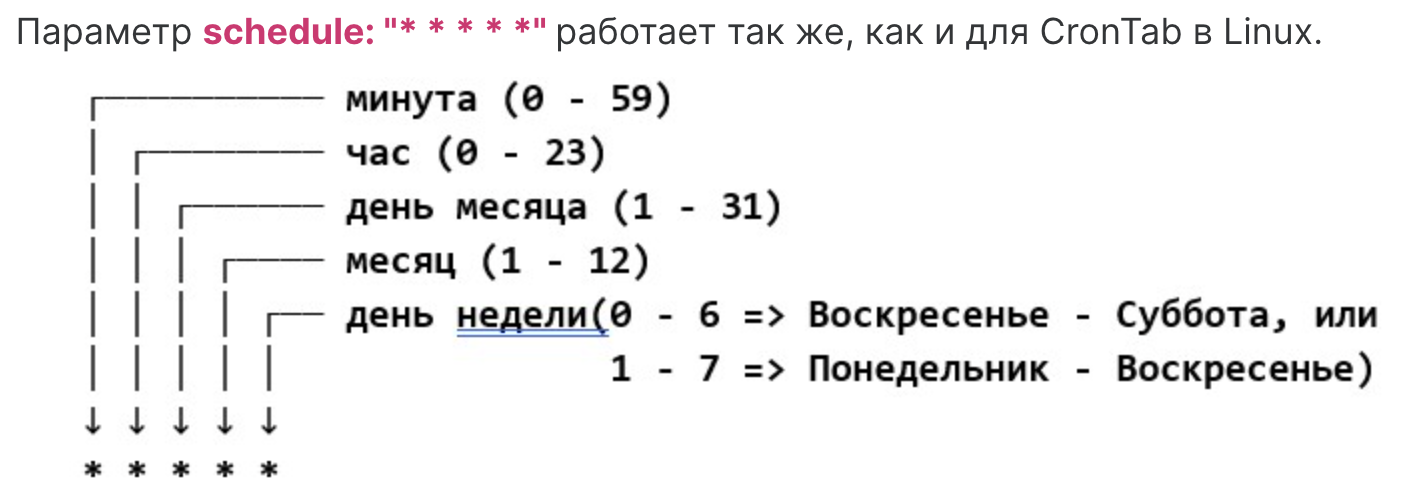 Параметр schedule: "* * * * *" работает так же, как и для CronTab в Linux.
минута (0 - 59)
час (0 - 23)
день месяца (1 - 31)
месяц (1 - 12)
день недели(0 - 6 => Воскресенье - Суббота, или
1 - 7 => Понедельник - Воскресенье)
* * * * *